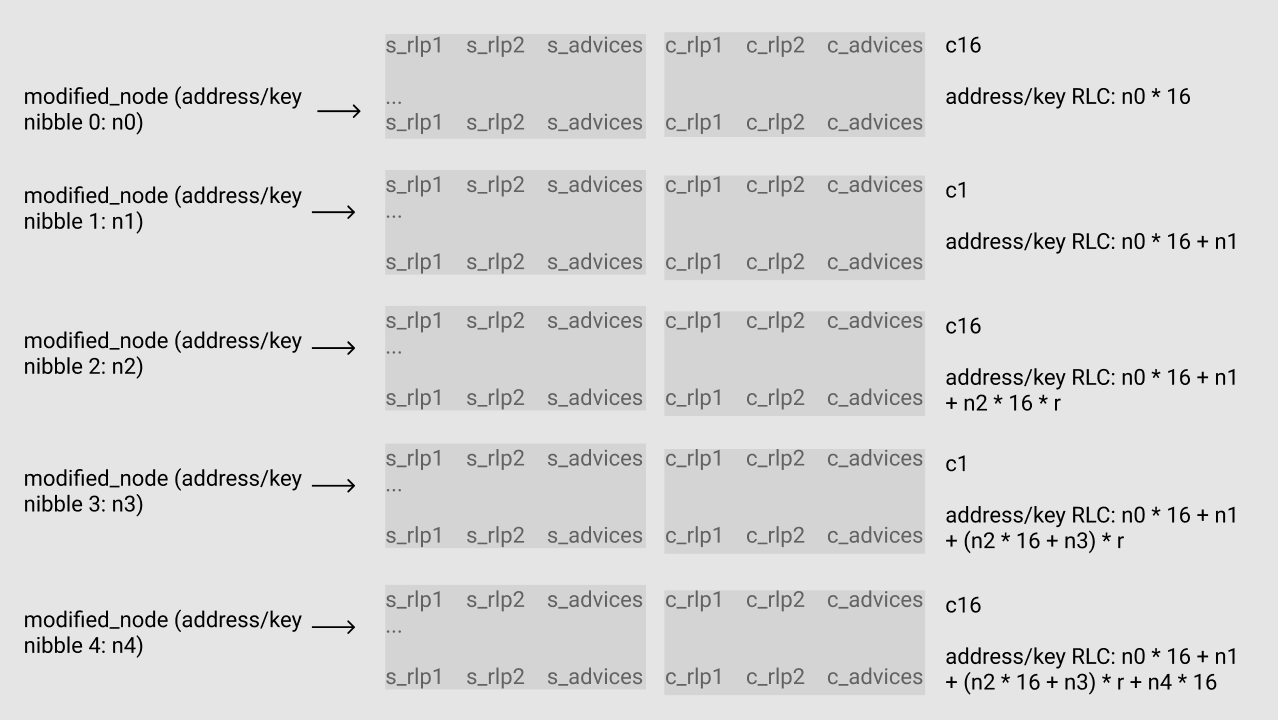 s_rlp1 s_rlp2 s_advices c_rlp1 c_rlp2 c_advices c16
modified_node (address/key
nibble 0: n0)
...
s_rlp1 s_rlp2 s_advices c_rlp1 c_rlp2 c_advices
address/key RLC: n0 * 16
modified_node (address/key
nibble 1: n1)
s_rlp1 s_rlp2 s_advices c_rlp1 c_rlp2 c_advices
...
s_rlp1 s_rlp2 s_advices c_rlp1 c_rlp2 c_advices
c1
address/key RLC: n0 * 16 + n1
modified_node (address/key
nibble 2: n2)
s_rlp1 s_rlp2 s_advices c_rlp1 c_rlp2 c_advices
...
s_rlp1 s_rlp2 s_advices c_rlp1 c_rlp2 c_advices
c16
address/key RLC: n0 * 16 + n1
+ n2 * 16 * r
modified_node (address/key
nibble 3: n3)
s_rlp1 s_rlp2 s_advices c_rlp1 c_rlp2 c_advices
...
s_rlp1 s_rlp2 s_advices c_rlp1 c_rlp2 c_advices
c1
address/key RLC: n0 * 16 + n1
+ (n2 * 16 + n3) * r
modified_node (address/key
nibble 4: n4)
s_rlp1 s_rlp2 s_advices c_rlp1 c_rlp2 c_advices
...
s_rlp1 s_rlp2 s_advices c_rlp1 c_rlp2 c_advices
c16
address/key RLC: n0 * 16 + n1
+ (n2 * 16 + n3) * r + n4 * 16